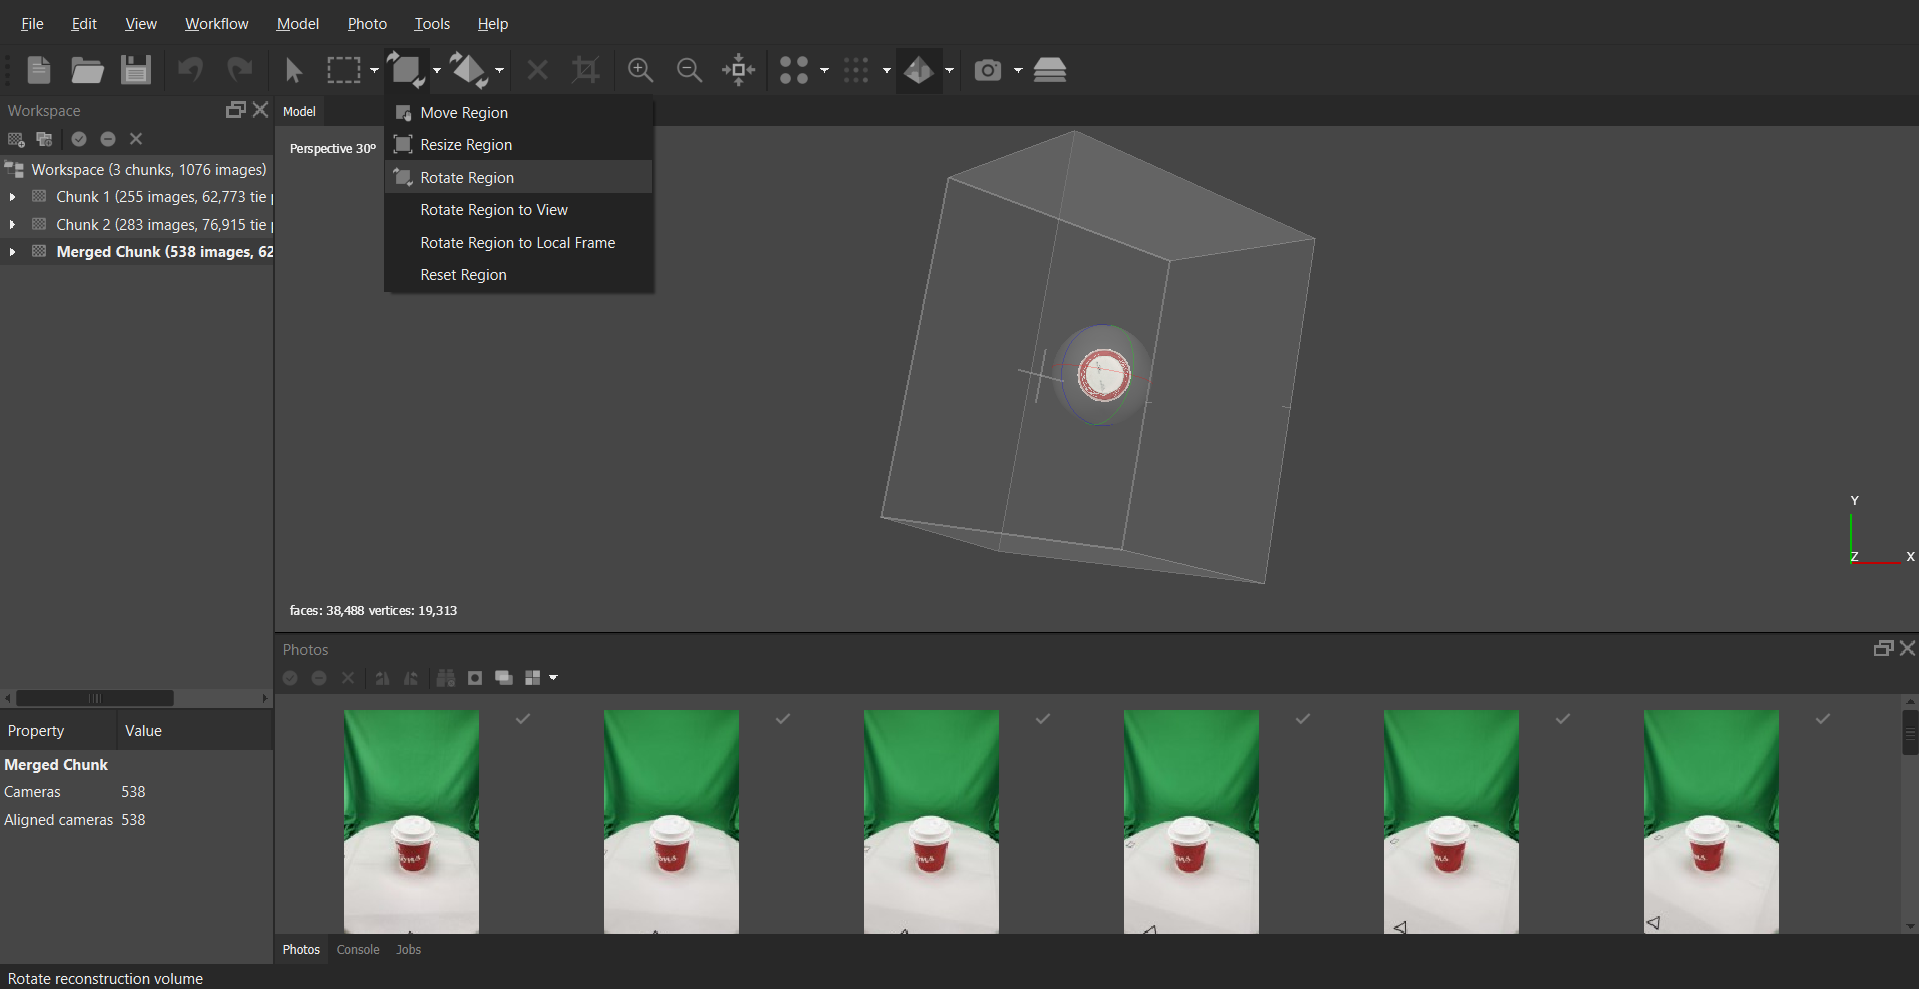 File Edit View Workflow Model Photo Tools Help
Workspace
Model
Move Region
Resize Region
Rotate Region
Rotate Region to View
Rotate Region to Local Frame
Reset Region
Perspective 30°
Workspace (3 chunks, 1076 images)
Chunk 1 (255 images, 62,773 tie
Chunk 2 (283 images, 76,915 tie
Merged Chunk (538 images, 62
Y
Z
X
faces: 38,488 vertices: 19,313
Photos
Property Value
Merged Chunk
Cameras 538
Aligned cameras 538
Photos Console Jobs
Rotate reconstruction volume